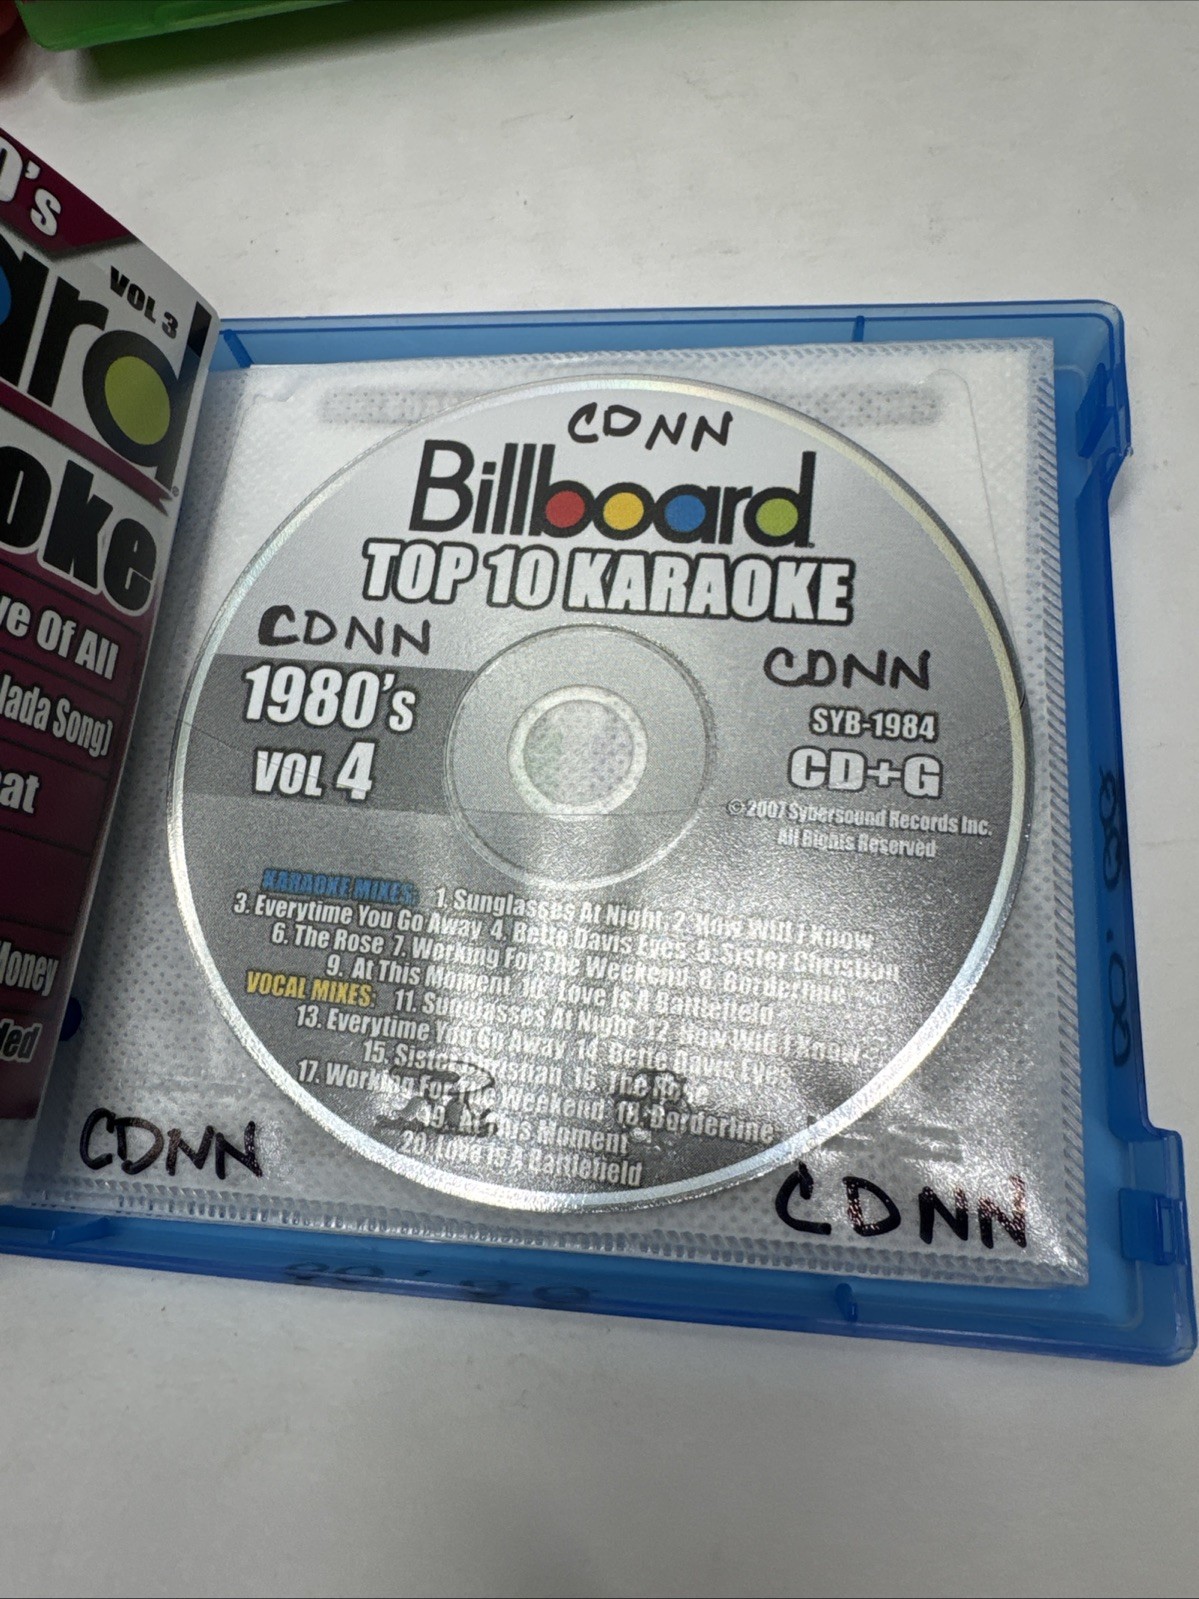 0's
VOL 3
ard
oke
ve Of All
lada Song)
at
Money
ded
CDNN
Billboard
TOP 10 KARAOKE
CDNN
CDNN
1980's
VOL 4
SYB-1984
CD+G
©2007 Sybersound Records Inc.
All Rights Reserved
KARAOKE MIXES: 1. Sunglasses At Night 2. How Will I Know
3. Everytime You Go Away 4. Bette Davis Eyes 5. Sister Christian
6. The Rose 7. Working For The Weekend 8. Borderline
9. At This Moment 10. Love Is A Battlefield
VOCAL MIXES: 11. Sunglasses At Night 12. How Will I Know
13. Everytime You Go Away 14. Bette Davis Eyes
15. Sister Christian 16. The Rose
17. Working For The Weekend 18. Borderline
19. At This Moment
20. Love Is A Battlefield
CDNN
CDNN